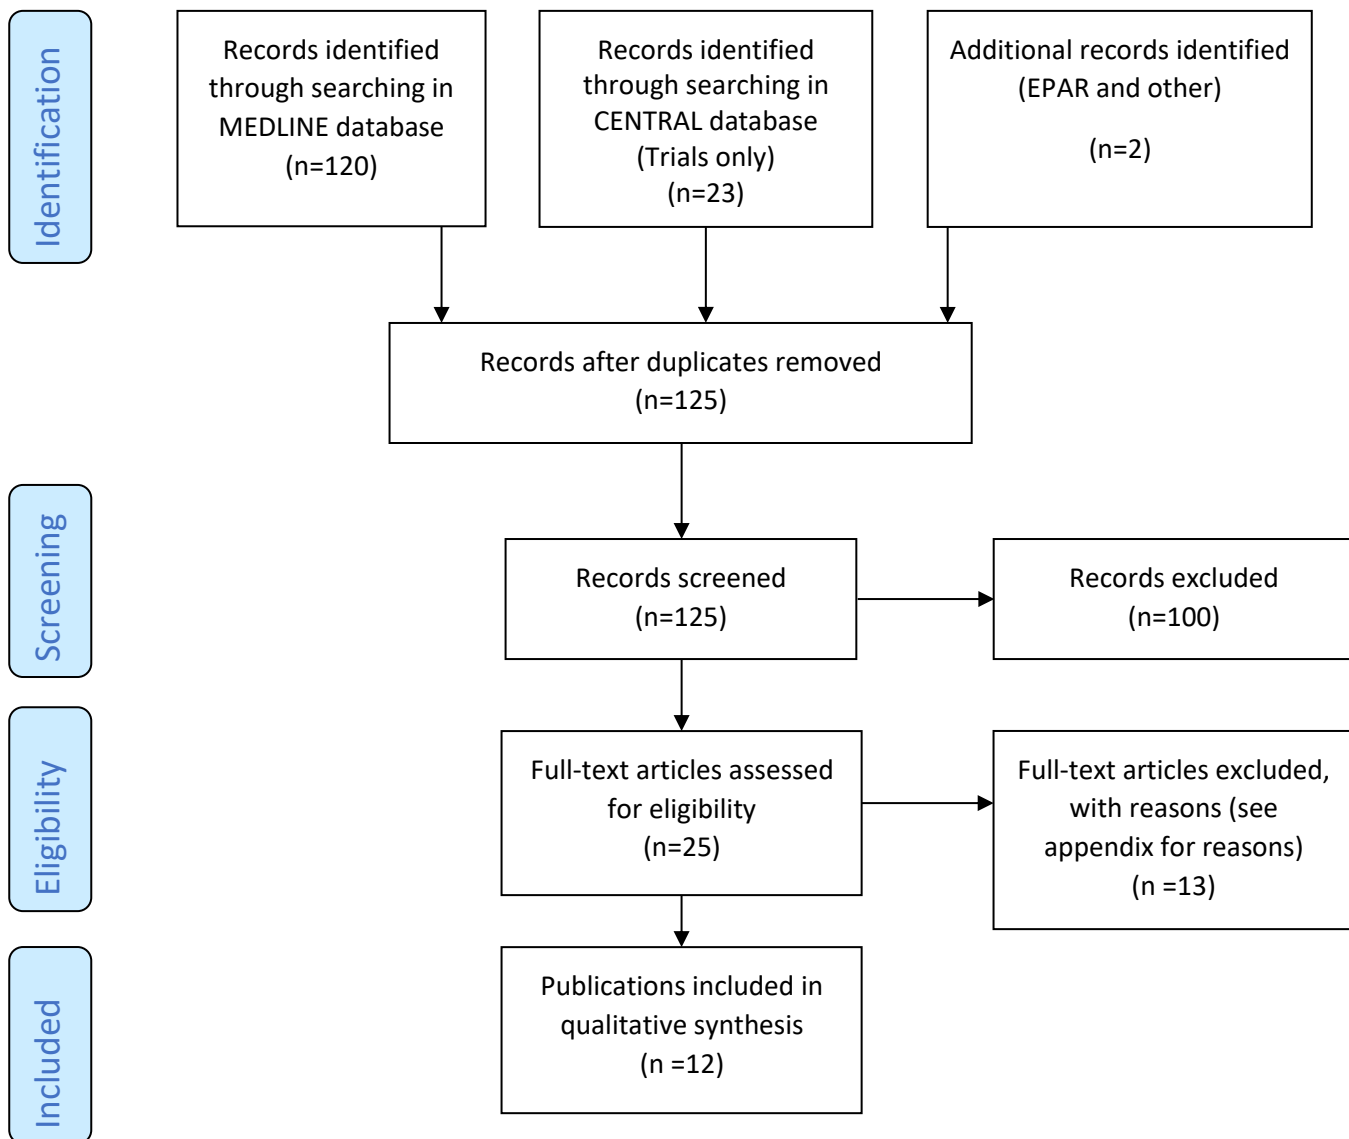 Identification
Records identified
through searching in
MEDLINE database
(n=120)
Records identified
through searching in
CENTRAL database
(Trials only)
(n=23)
Additional records identified
(EPAR and other)
(n=2)
Records after duplicates removed
(n=125)
Screening
Records screened
(n=125)
Records excluded
(n=100)
Eligibility
Full-text articles assessed
for eligibility
(n=25)
Full-text articles excluded,
with reasons (see
appendix for reasons)
(n =13)
Included
Publications included in
qualitative synthesis
(n =12)